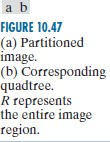 a b
FIGURE 10.47
(a) Partitioned
image.
(b) Corresponding
quadtree.
R represents
the entire image
region.